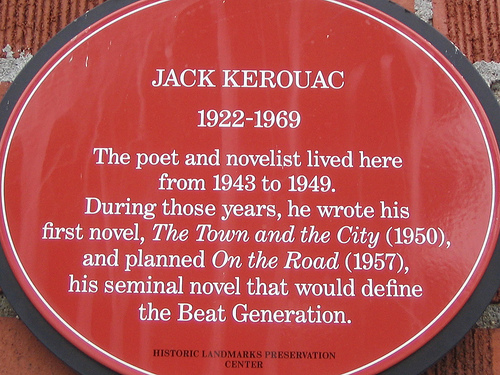 JACK KEROUAC
1922-1969
The poet and novelist lived here
from 1943 to 1949.
During those years, he wrote his
first novel, The Town and the City (1950),
and planned On the Road (1957),
his seminal novel that would define
the Beat Generation.
HISTORIC LANDMARKS PRESERVATION
CENTER